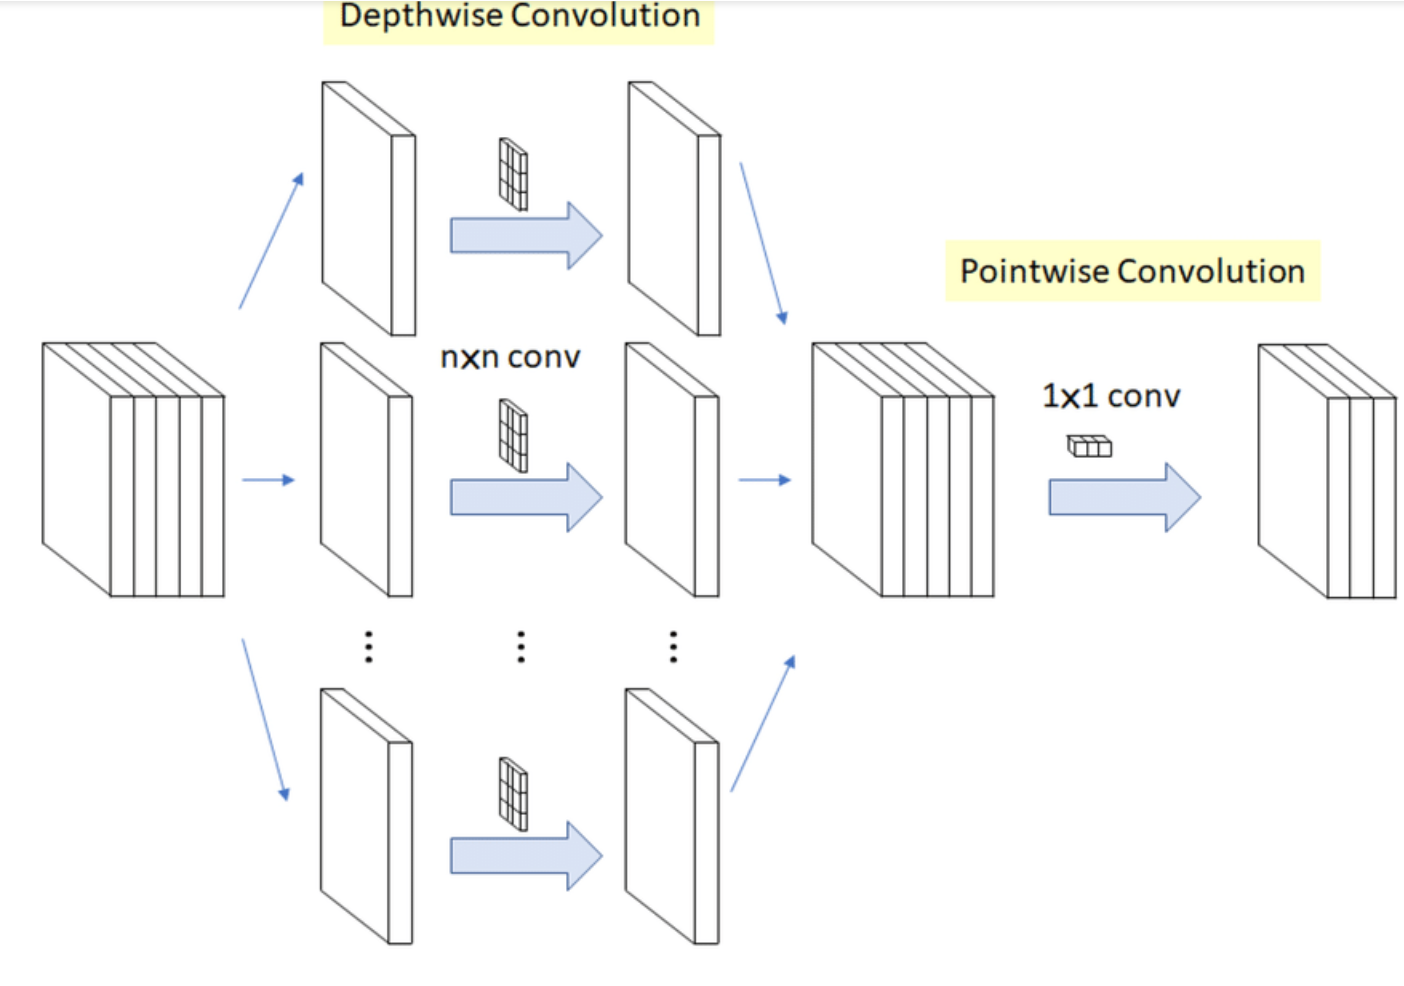 Depthwise Convolution
Pointwise Convolution
nxn conv
1x1 conv